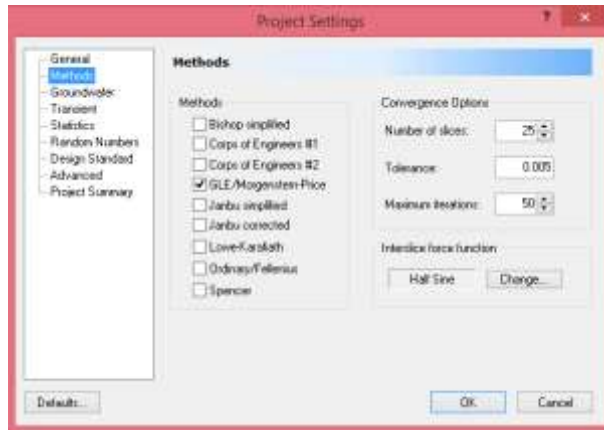 Project Settings
?
×
General
Methods
Groundwater
Transient
Statistics
Random Numbers
Design Standard
Advanced
Project Summary
Methods
Methods
Bishop simplified
Corps of Engineers #1
Corps of Engineers #2
GLE/Morgenstern-Price
Janbu simplified
Janbu corrected
Lowe-Karafiath
Ordinary/Fellenius
Spencer
Convergence Options
Number of slices: 25
Tolerance: 0.005
Maximum iterations: 50
Interslice force function
Half Sine Change...
Defaults... OK Cancel